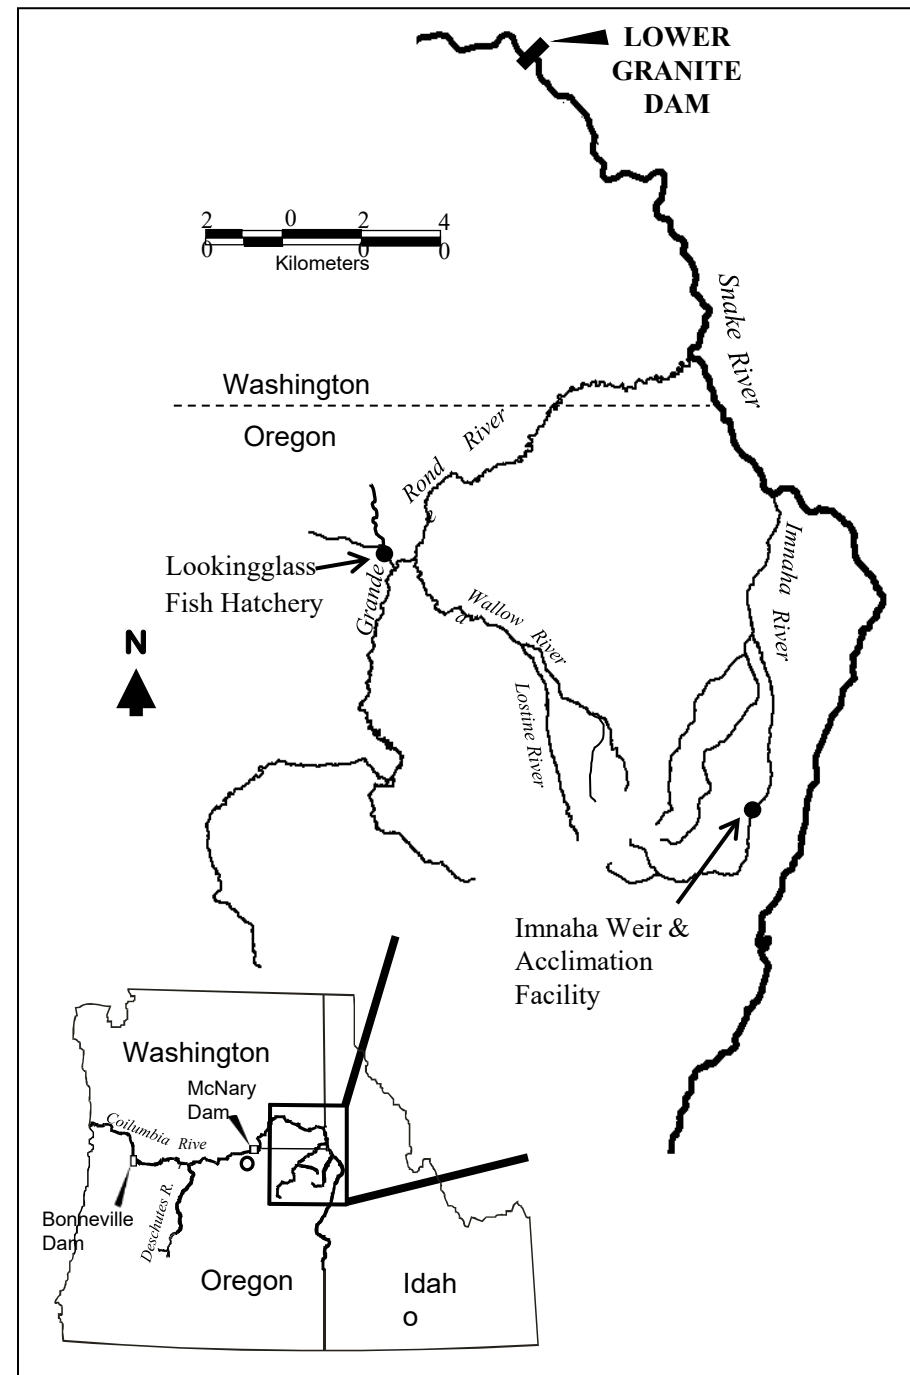 LOWER
GRANITE
DAM
2 0 2 4
0 0 0
Kilometers
Snake River
Washington
Oregon
Grande Rond River
e
Imnaha River
Lookingglass
Fish Hatchery
Wallow River
a
N
Lostine River
Imnaha Weir &
Acclimation
Facility
Washington
McNary
Dam
Coilumbia Rive
Deschutes R.
Bonneville
Dam
Oregon
Idah
o